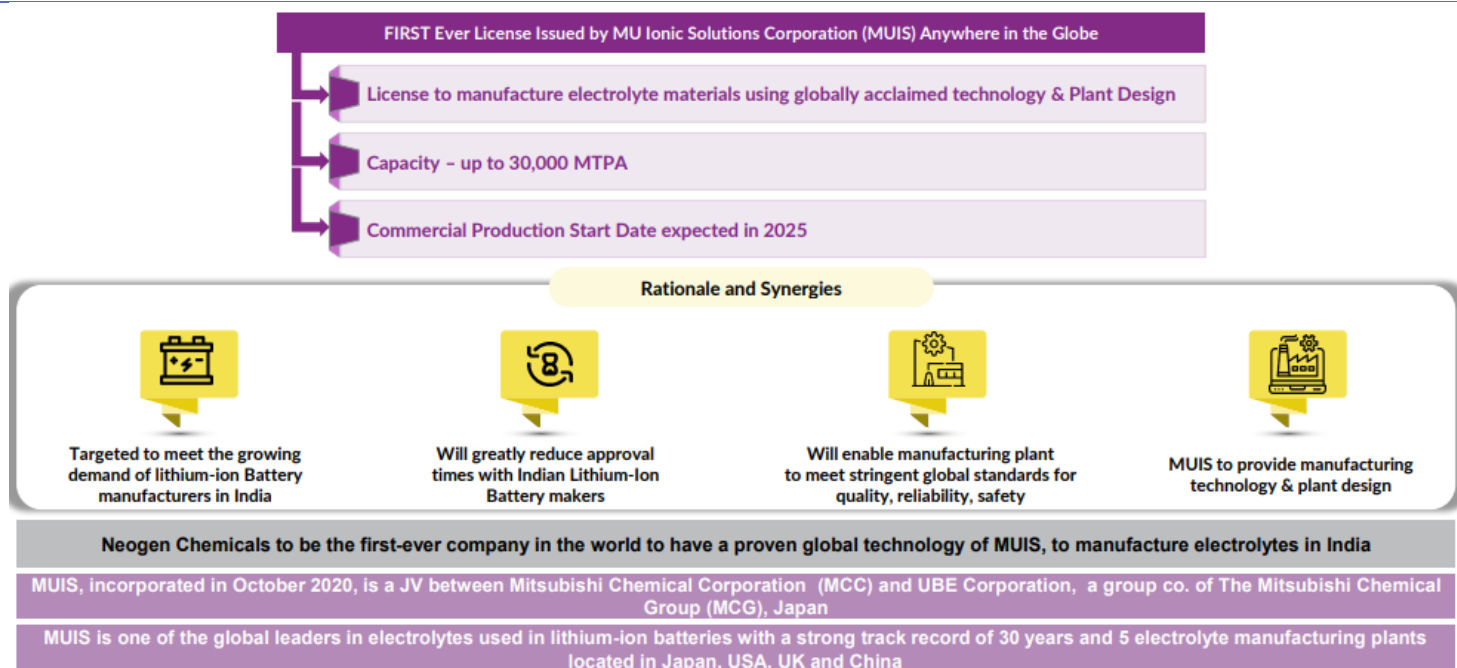 FIRST Ever License Issued by MU Ionic Solutions Corporation (MUIS) Anywhere in the Globe
License to manufacture electrolyte materials using globally acclaimed technology & Plant Design
Capacity – up to 30,000 MTPA
Commercial Production Start Date expected in 2025
Rationale and Synergies
Targeted to meet the growing
demand of lithium-ion Battery
manufacturers in India
Will greatly reduce approval
times with Indian Lithium-Ion
Battery makers
Will enable manufacturing plant
to meet stringent global standards for
quality, reliability, safety
MUIS to provide manufacturing
technology & plant design
Neogen Chemicals to be the first-ever company in the world to have a proven global technology of MUIS, to manufacture electrolytes in India
MUIS, incorporated in October 2020, is a JV between Mitsubishi Chemical Corporation (MCC) and UBE Corporation, a group co. of The Mitsubishi Chemical
Group (MCG), Japan
MUIS is one of the global leaders in electrolytes used in lithium-ion batteries with a strong track record of 30 years and 5 electrolyte manufacturing plants
located in Japan, USA, UK and China